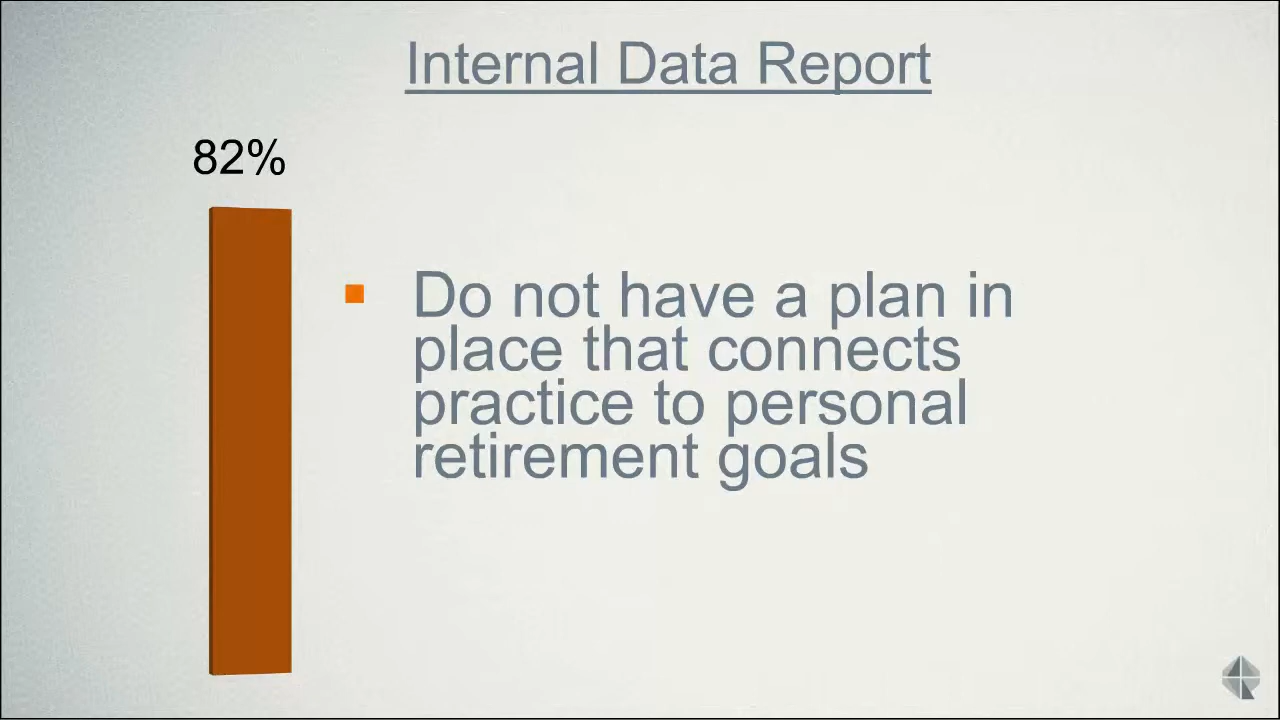 Internal Data Report
82%
▪ Do not have a plan in
place that connects
practice to personal
retirement goals